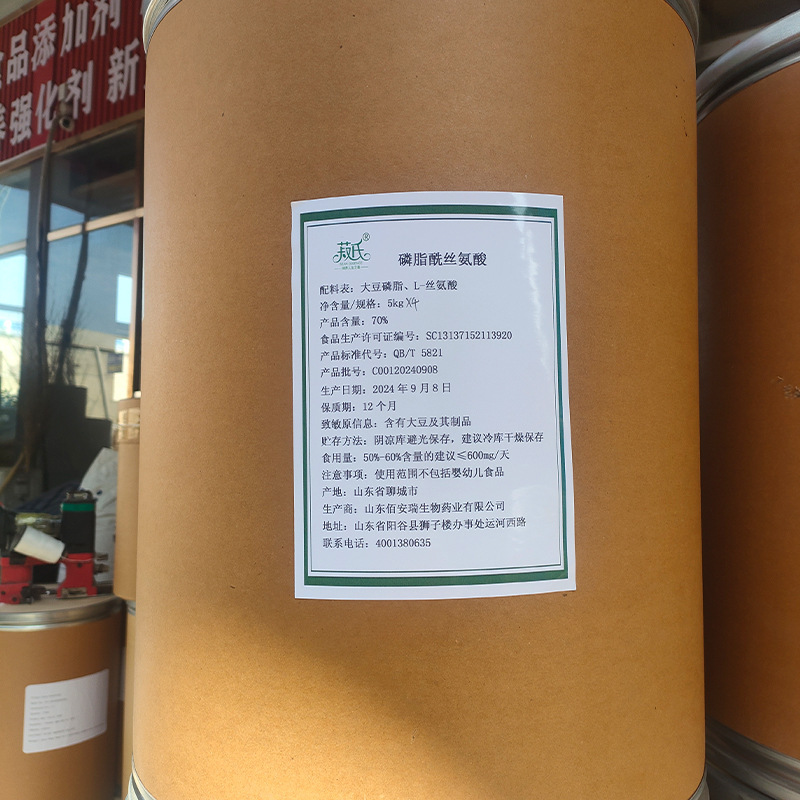 品添加剂
强化剂 新
菽氏®
磷脂酰丝氨酸
配料表：大豆磷脂、L-丝氨酸
净含量/规格：5kg X4
产品含量：70%
食品生产许可证编号：SC13137152113920
产品标准代号：QB/T 5821
产品批号：C00120240908
生产日期：2024年9月8日
保质期：12个月
致敏原信息：含有大豆及其制品
贮存方法：阴凉库避光保存，建议冷库干燥保存
食用量：50%-60%含量的建议≤600mg/天
注意事项：使用范围不包括婴幼儿食品
产地：山东省聊城市
生产商：山东佰安瑞生物药业有限公司
地址：山东省阳谷县狮子楼办事处运河西路
联系电话：4001380635